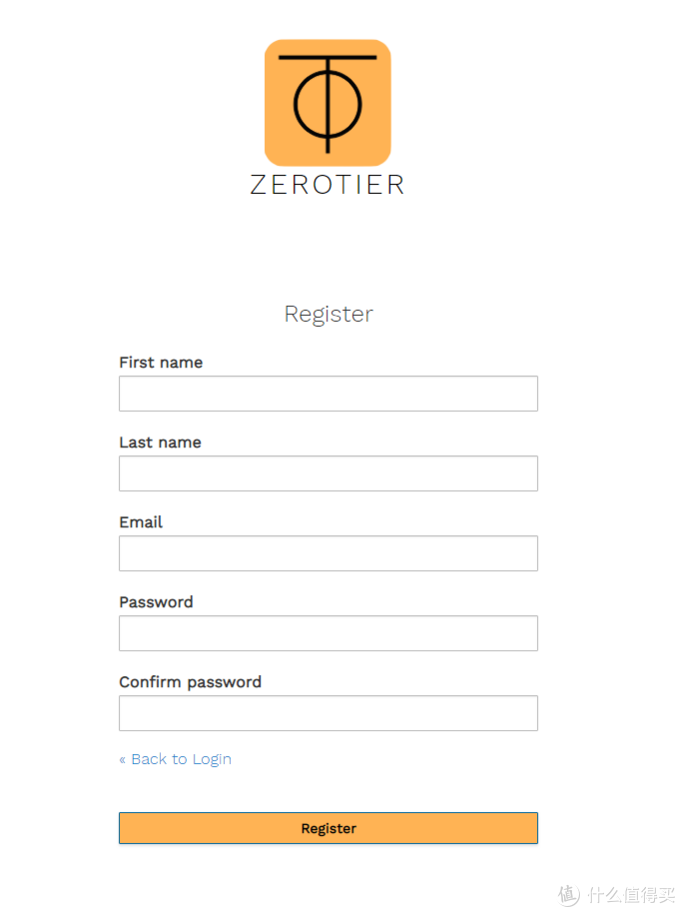 ZEROTIER
Register
First name
Last name
Email
Password
Confirm password
« Back to Login
Register
值 什么值得买